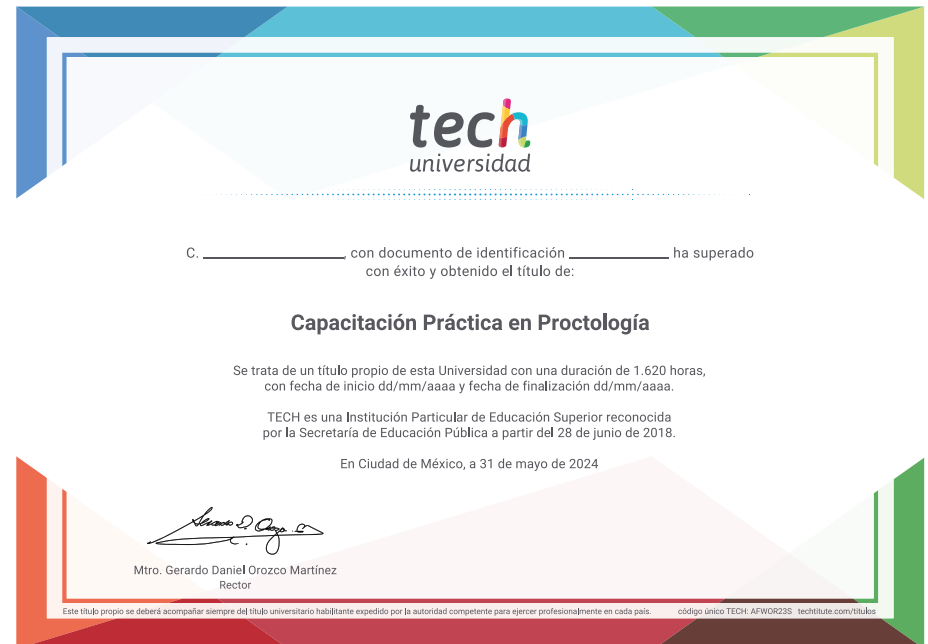 tech
universidad
C. ____________, con documento de identificación ____________ ha superado
con éxito y obtenido el título de:
Capacitación Práctica en Proctología
Se trata de un título propio de esta Universidad con una duración de 1.620 horas,
con fecha de inicio dd/mm/aaaa y fecha de finalización dd/mm/aaaa.
TECH es una Institución Particular de Educación Superior reconocida
por la Secretaría de Educación Pública a partir del 28 de junio de 2018.
En Ciudad de México, a 31 de mayo de 2024
Mtro. Gerardo Daniel Orozco Martínez
Rector
Este título propio se deberá acompañar siempre del título universitario habilitante expedido por la autoridad competente para ejercer profesionalmente en cada país. código único TECH: AFWOR23S techtitute.com/titulos